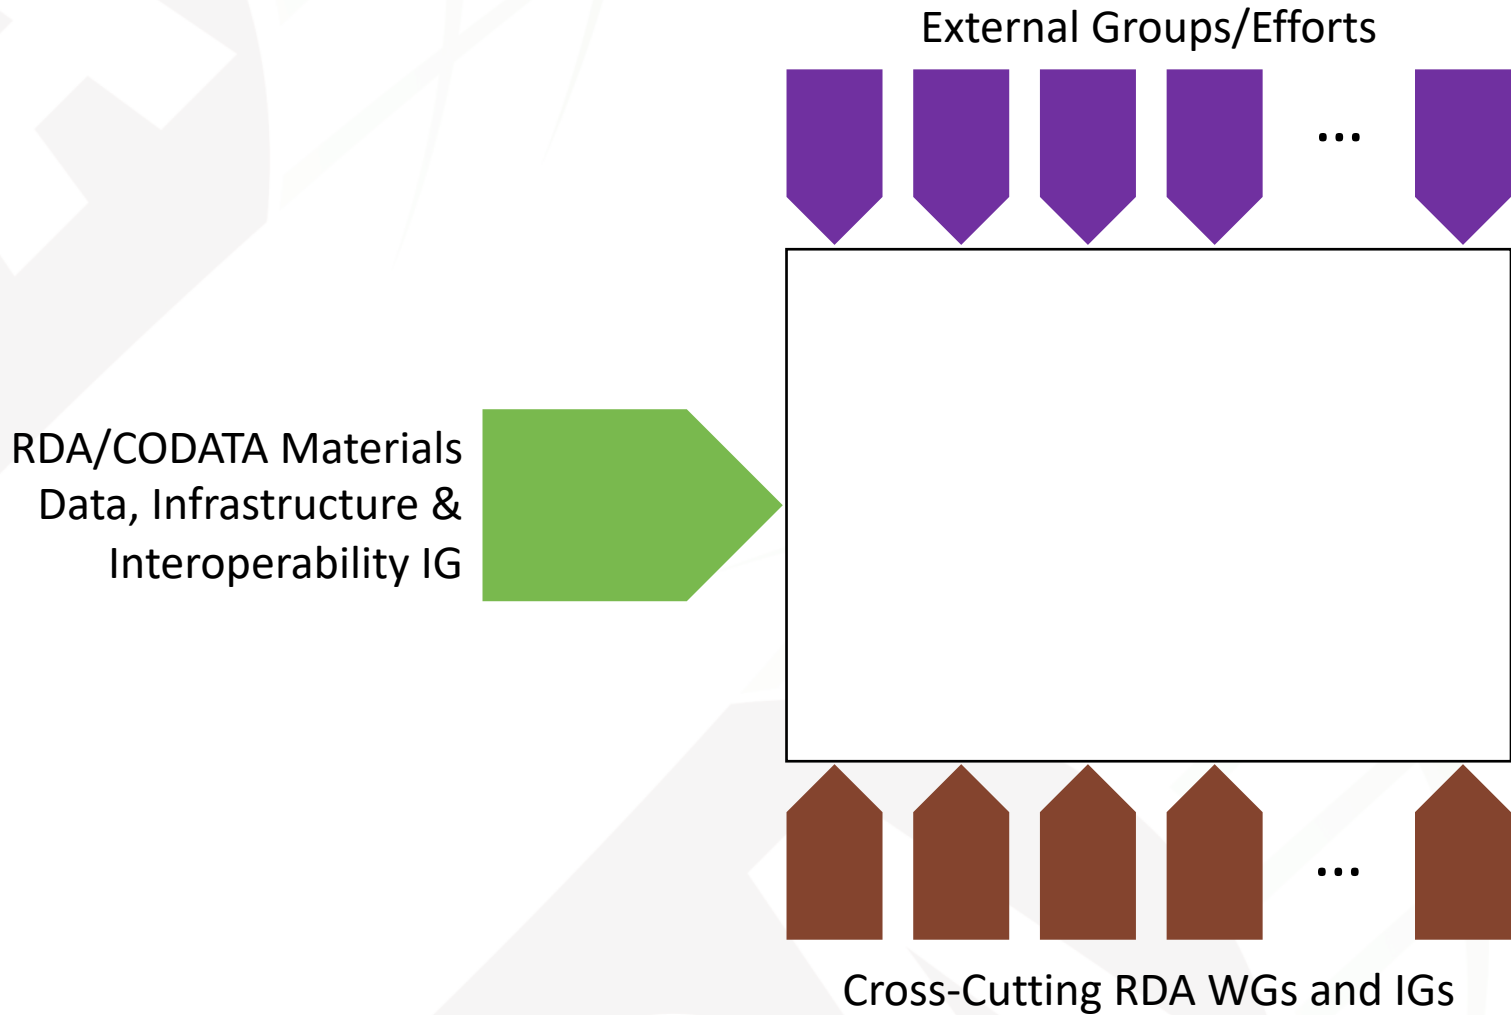 External Groups/Efforts
...
RDA/CODATA Materials
Data, Infrastructure &
Interoperability IG
...
Cross-Cutting RDA WGs and IGs